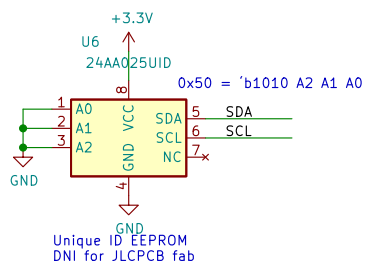 +3.3V
U6
24AA025UID
0x50 = 'b1010 A2 A1 A0
8
1 A0 VCC SDA 5 SDA
2 A1 SCL 6 SCL
3 A2 GND NC 7
GND
4
GND
Unique ID EEPROM
DNI for JLCPCB fab